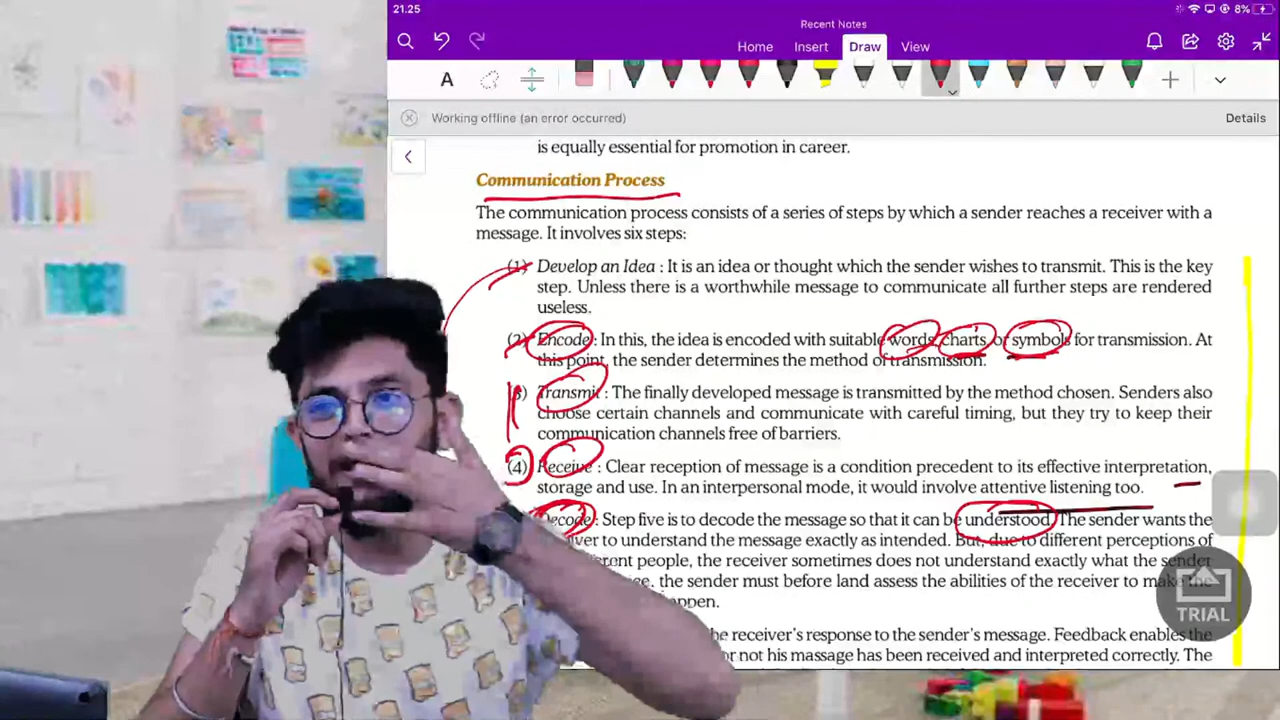 21.25
8%
Recent Notes
Home Insert Draw View
A
Working offline (an error occurred)
Details
is equally essential for promotion in career.
Communication Process
The communication process consists of a series of steps by which a sender reaches a receiver with a
message. It involves six steps:
(1) Develop an Idea : It is an idea or thought which the sender wishes to transmit. This is the key
step. Unless there is a worthwhile message to communicate all further steps are rendered
useless.
(2) Encode : In this, the idea is encoded with suitable words, charts or symbols for transmission. At
this point, the sender determines the method of transmission.
(3) Transmit : The finally developed message is transmitted by the method chosen. Senders also
choose certain channels and communicate with careful timing, but they try to keep their
communication channels free of barriers.
(4) Receive : Clear reception of message is a condition precedent to its effective interpretation,
storage and use. In an interpersonal mode, it would involve attentive listening too.
Decode : Step five is to decode the message so that it can be understood. The sender wants the
to understand the message exactly as intended. But, due to different perceptions of
people, the receiver sometimes does not understand exactly what the sender
the sender must before land assess the abilities of the receiver to make the
the receiver's response to the sender's message. Feedback enables the
or not his massage has been received and interpreted correctly. The
TRIAL